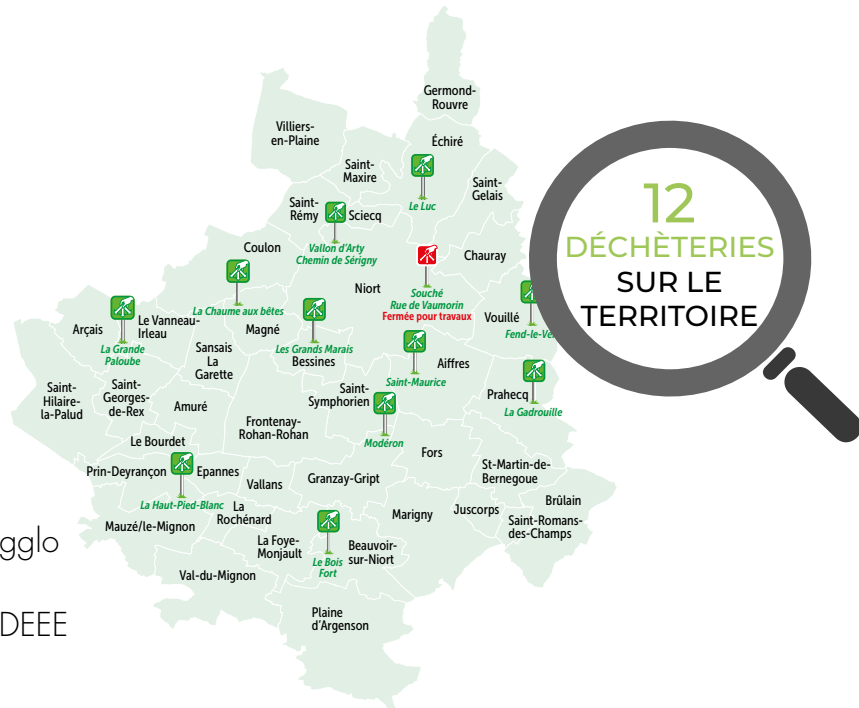 Germond-
Rouvre
Villiers-
en-Plaine
Échiré
Saint-
Maxire
Saint-
Gelais
Le Luc
Saint-
Rémy
Sciecq
Vallon d'Arty
Chemin de Sérigny
Coulon
Chauray
12
DÉCHÈTERIES
SUR LE
TERRITOIRE
Niort
Souché
Rue de Vaumorin
Fermée pour travaux
La Chaume aux bêtes
Vouillé
Fend-le-Ve
Arçais
Le Vanneau-
Irleau
Magné
La Grande
Paloube
Sansais
La
Garette
Les Grands Marais
Bessines
Aiffres
Saint-Maurice
Saint-
Hilaire-
la-Palud
Saint-
Georges-
de-Rex
Amuré
Saint-
Symphorien
Prahecq
La Gadrouille
Frontenay-
Rohan-Rohan
Modéron
Le Bourdet
Fors
Prin-Deyrançon
Epannes
Vallans
Granzay-Gript
St-Martin-de-
Bernegoue
La Haut-Pied-Blanc
La
Rochénard
Mauzé/le-Mignon
Marigny
Juscorps
Brûlain
Saint-Romans-
des-Champs
gglo
La Foye-
Monjault
Le Bois
Fort
Beauvoir-
sur-Niort
Val-du-Mignon
DEEE
Plaine
d'Argenson